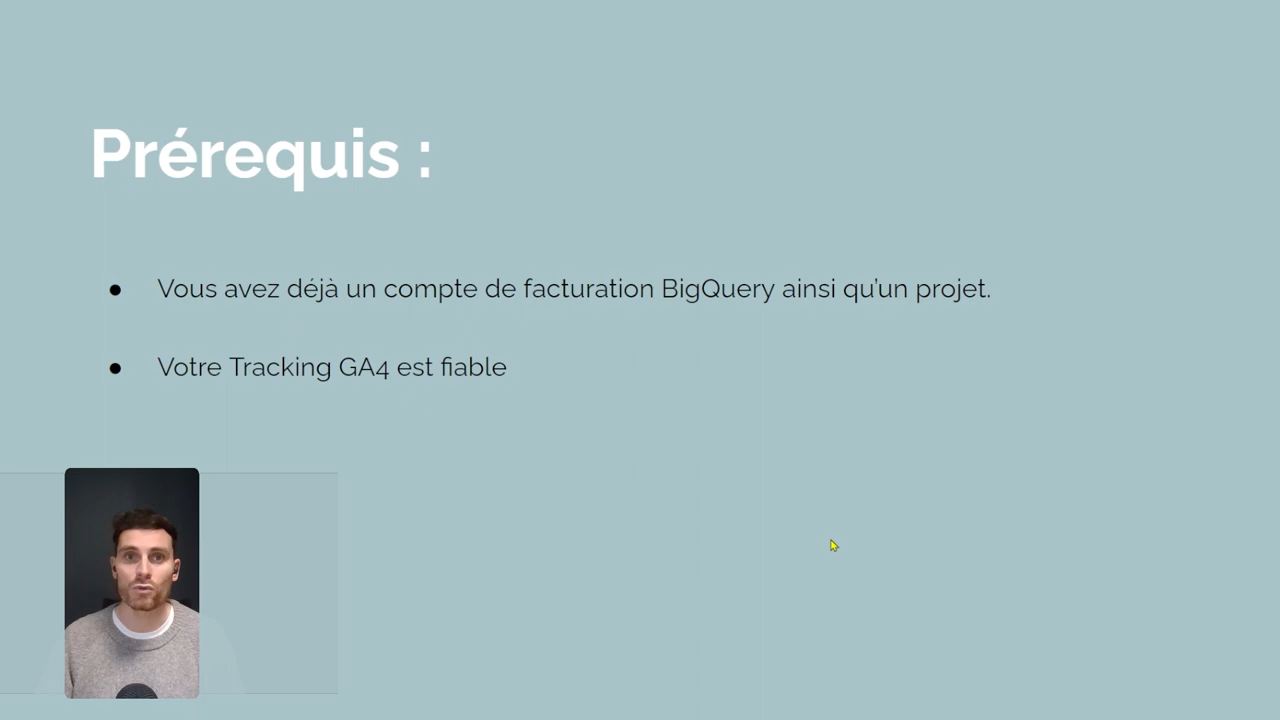 Prérequis :
● Vous avez déjà un compte de facturation BigQuery ainsi qu'un projet.
● Votre Tracking GA4 est fiable